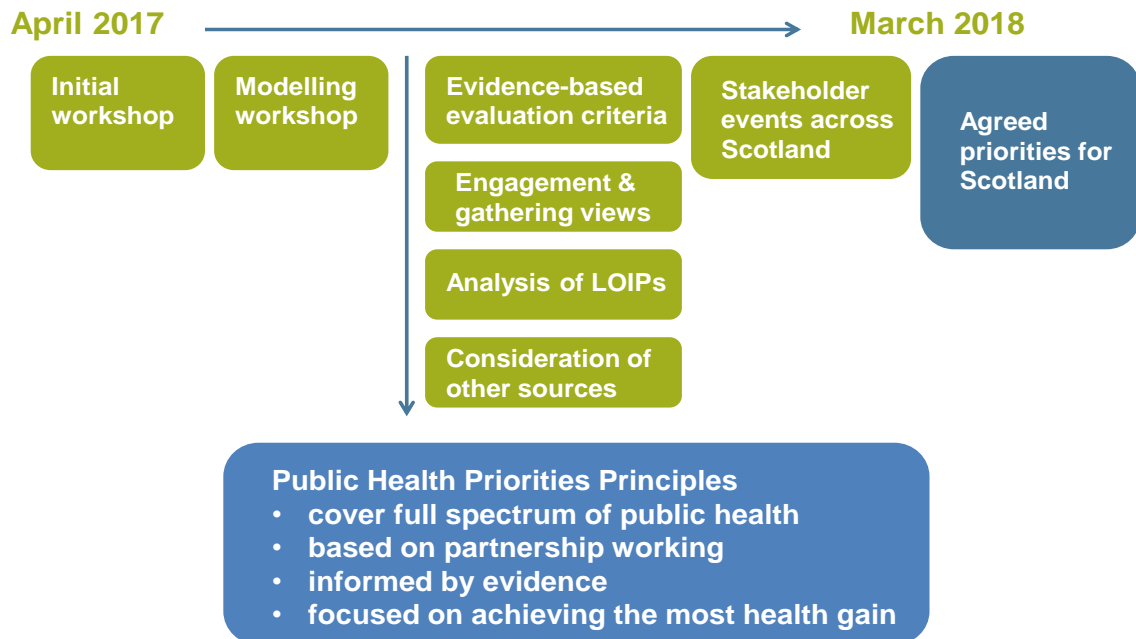 April 2017
March 2018
Initial
workshop
Modelling
workshop
Evidence-based
evaluation criteria
Engagement &
gathering views
Analysis of LOIPs
Consideration of
other sources
Stakeholder
events across
Scotland
Agreed
priorities for
Scotland
Public Health Priorities Principles
• cover full spectrum of public health
• based on partnership working
• informed by evidence
• focused on achieving the most health gain